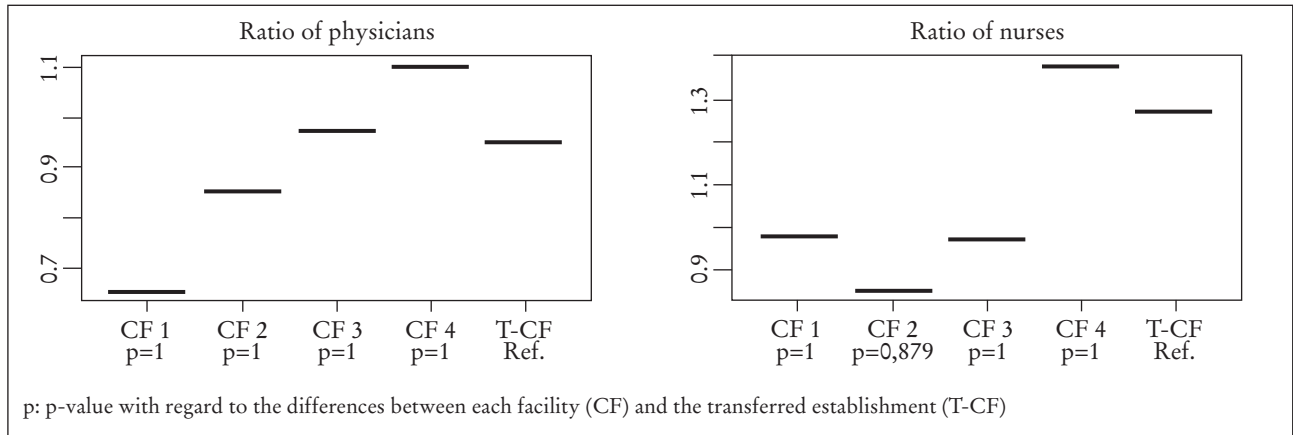 Ratio of physicians
1.1
0.9
0.7
CF 1 CF 2 CF 3 CF 4 T-CF
p=1 p=1 p=1 p=1 Ref.
Ratio of nurses
1.3
1.1
0.9
CF 1 CF 2 CF 3 CF 4 T-CF
p=1 p=0,879 p=1 p=1 Ref.
p: p-value with regard to the differences between each facility (CF) and the transferred establishment (T-CF)